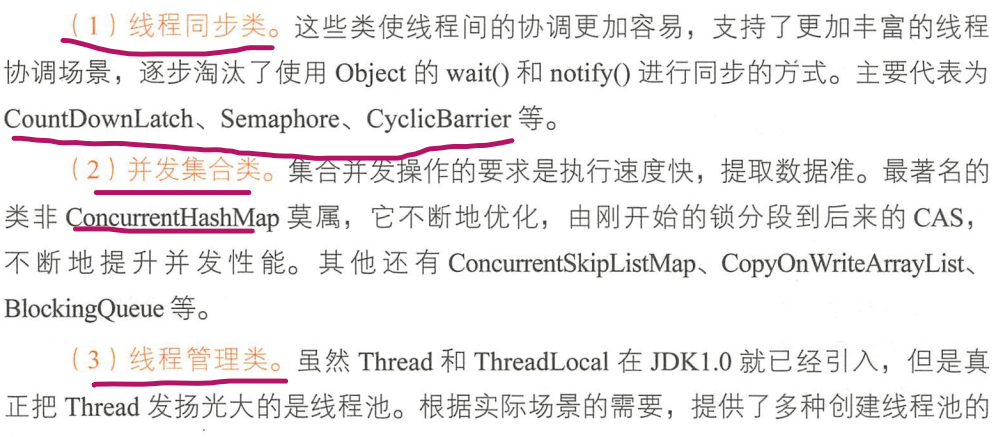 （1）线程同步类。这些类使线程间的协调更加容易，支持了更加丰富的线程
协调场景，逐步淘汰了使用 Object 的 wait() 和 notify() 进行同步的方式。主要代表为
CountDownLatch、Semaphore、CyclicBarrier 等。
（2）并发集合类。集合并发操作的要求是执行速度快，提取数据准。最著名的
类非 ConcurrentHashMap 莫属，它不断地优化，由刚开始的锁分段到后来的 CAS，
不断地提升并发性能。其他还有 ConcurrentSkipListMap、CopyOnWriteArrayList、
BlockingQueue 等。
（3）线程管理类。虽然 Thread 和 ThreadLocal 在 JDK1.0 就已经引入，但是真
正把 Thread 发扬光大的是线程池。根据实际场景的需要，提供了多种创建线程池的